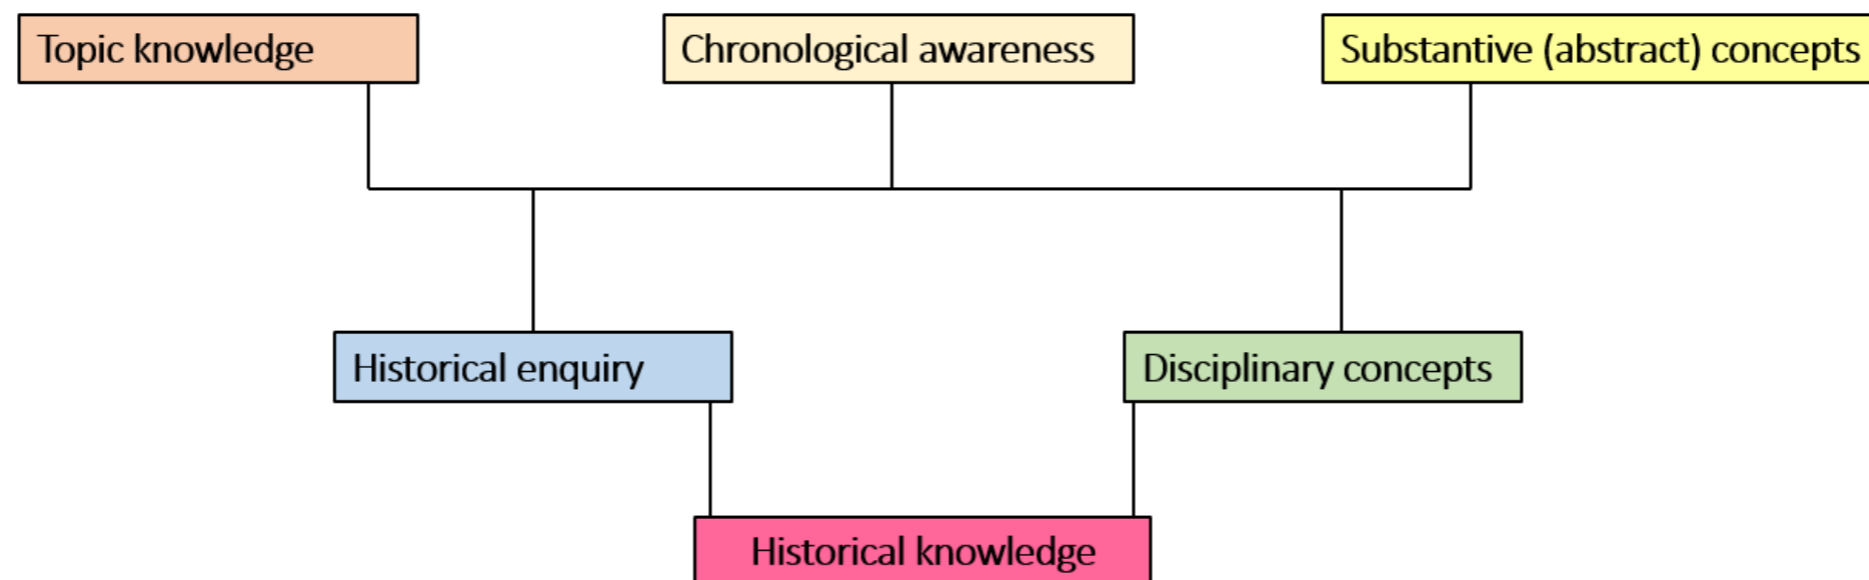 Topic knowledge
Chronological awareness
Substantive (abstract) concepts
Historical enquiry
Disciplinary concepts
Historical knowledge